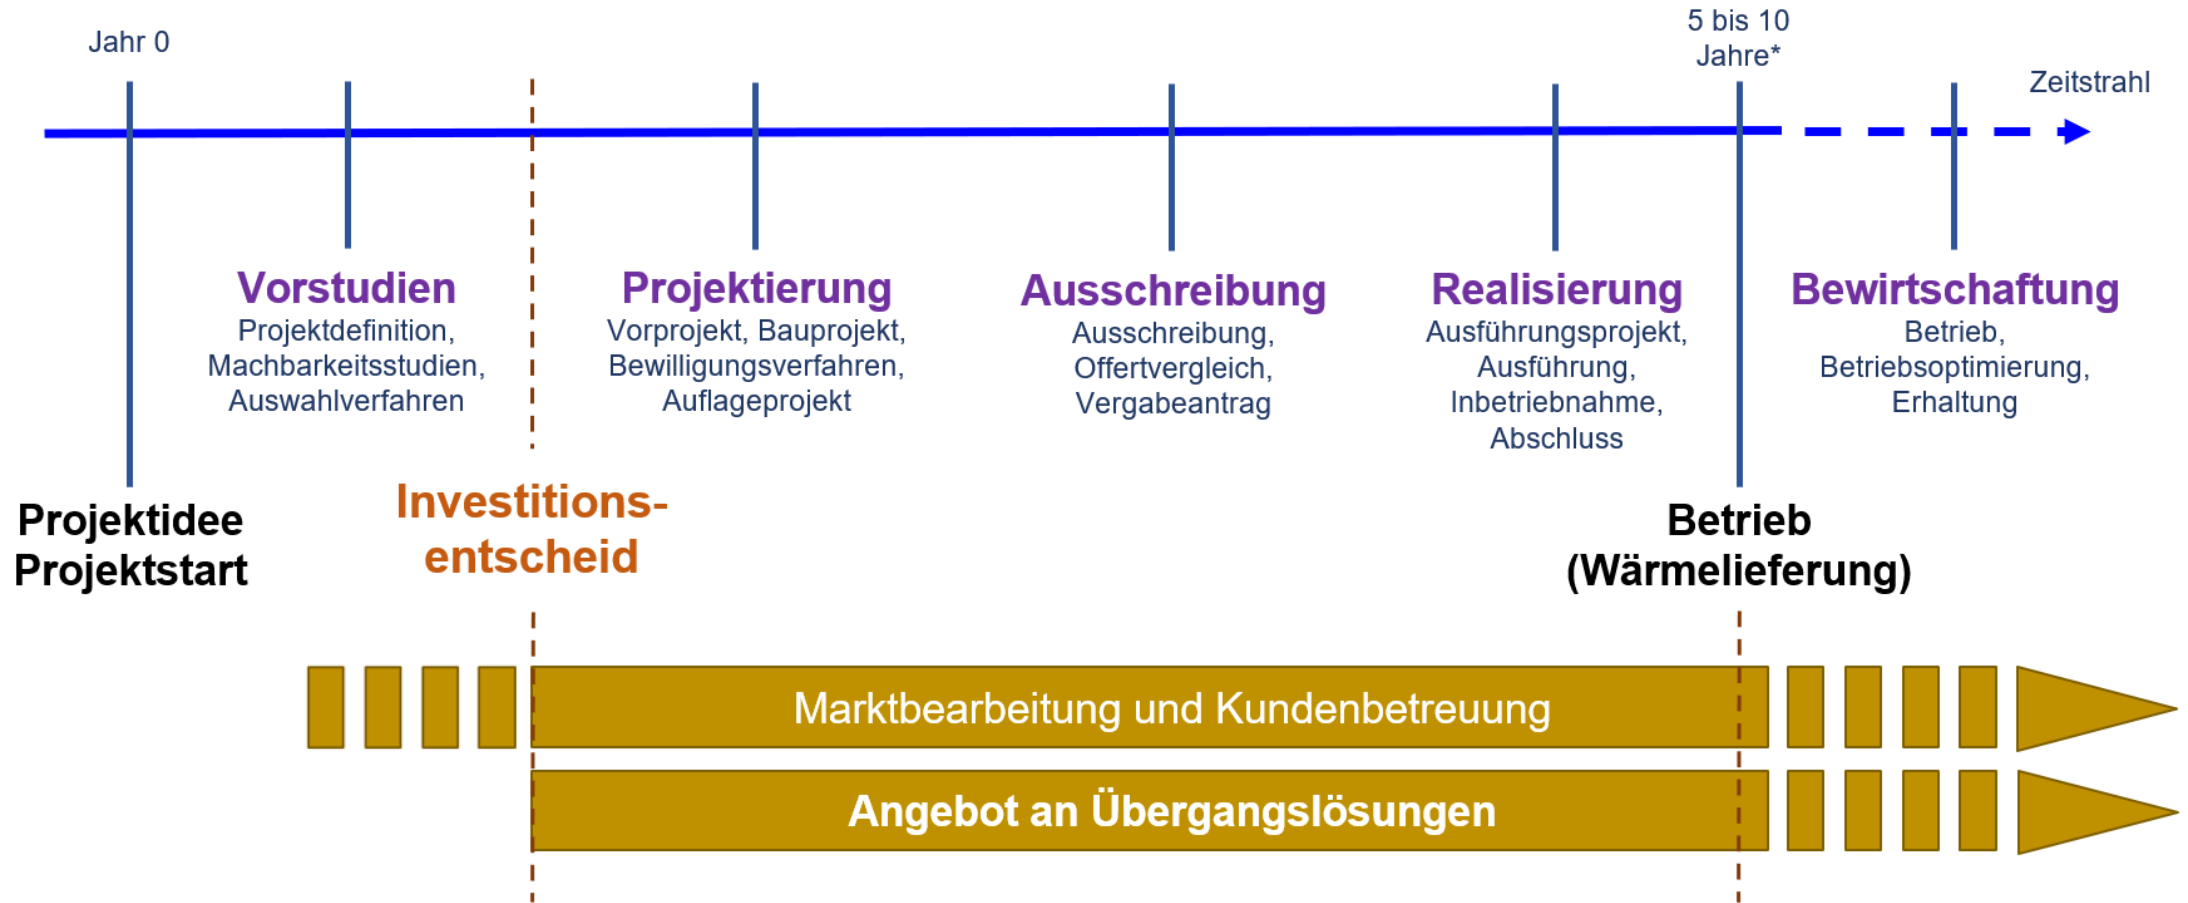 Jahr 0
5 bis 10
Jahre*
Zeitstrahl
Vorstudien
Projektdefinition,
Machbarkeitsstudien,
Auswahlverfahren
Projektierung
Vorprojekt, Bauprojekt,
Bewilligungsverfahren,
Auflageprojekt
Ausschreibung
Ausschreibung,
Offertvergleich,
Vergabeantrag
Realisierung
Ausführungsprojekt,
Ausführung,
Inbetriebnahme,
Abschluss
Bewirtschaftung
Betrieb,
Betriebsoptimierung,
Erhaltung
Projektidee
Projektstart
Investitions-
entscheid
Betrieb
(Wärmelieferung)
Marktbearbeitung und Kundenbetreuung
Angebot an Übergangslösungen